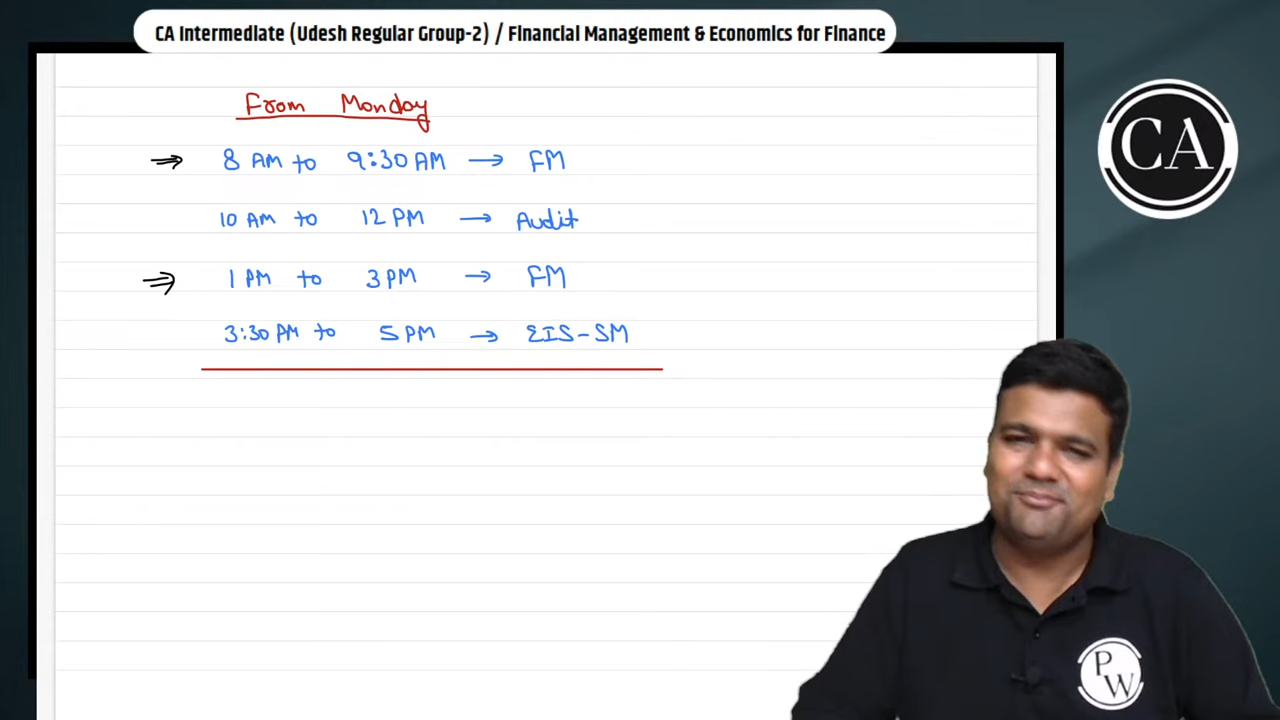 CA Intermediate (Udesh Regular Group-2) / Financial Management & Economics for Finance
From Monday
⇒ 8 AM to 9:30 AM → FM
10 AM to 12 PM → Audit
⇒ 1 PM to 3 PM → FM
3:30 PM to 5 PM → EIS-SM
CA
PW